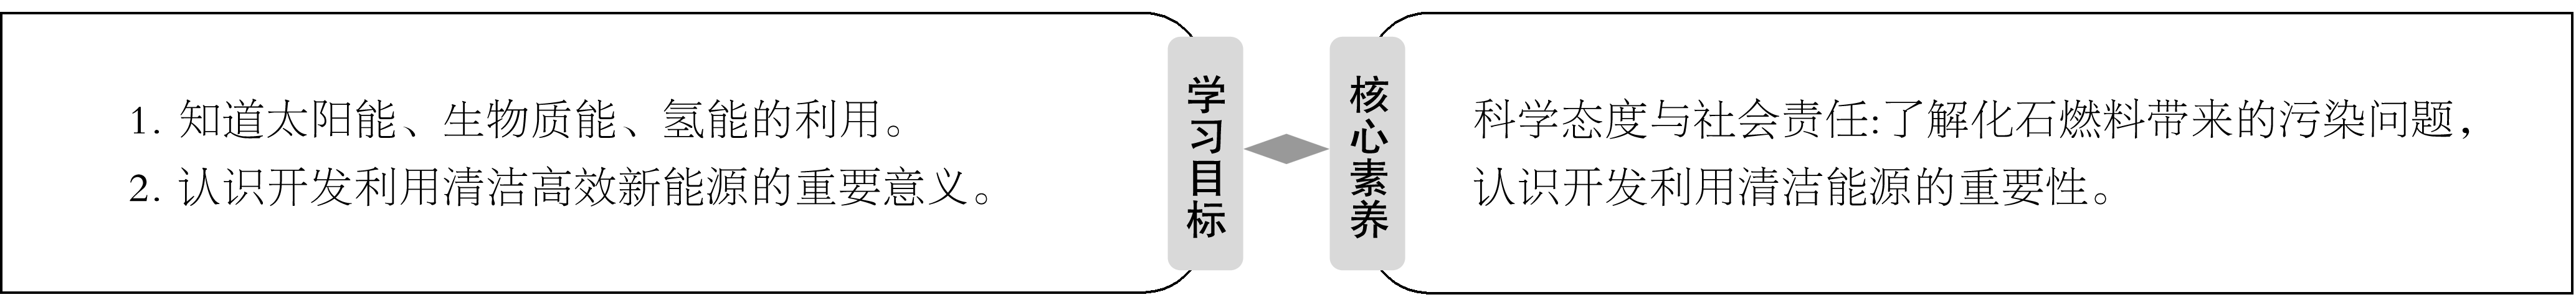 1. 知道太阳能、生物质能、氢能的利用。
2. 认识开发利用清洁高效新能源的重要意义。
学习目标
核心素养
科学态度与社会责任:了解化石燃料带来的污染问题，
认识开发利用清洁能源的重要性。